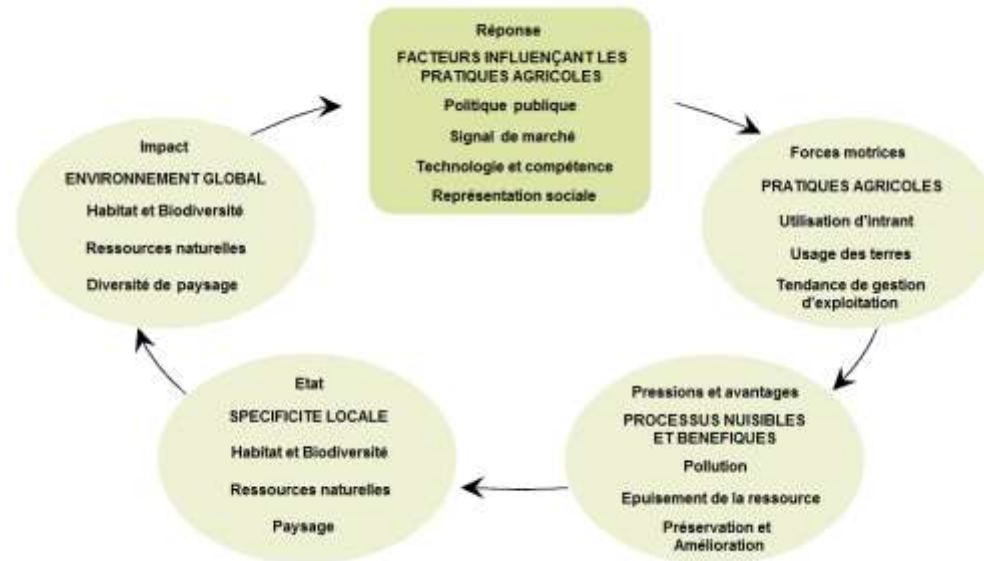 Réponse
FACTEURS INFLUENÇANT LES
PRATIQUES AGRICOLES
Politique publique
Signal de marché
Technologie et compétence
Représentation sociale
Forces motrices
PRATIQUES AGRICOLES
Utilisation d'intrant
Usage des terres
Tendance de gestion
d'exploitation
Pressions et avantages
PROCESSUS NUISIBLES
ET BENEFIQUES
Pollution
Epuisement de la ressource
Préservation et
Amélioration
Etat
SPECIFICITE LOCALE
Habitat et Biodiversité
Ressources naturelles
Paysage
Impact
ENVIRONNEMENT GLOBAL
Habitat et Biodiversité
Ressources naturelles
Diversité de paysage